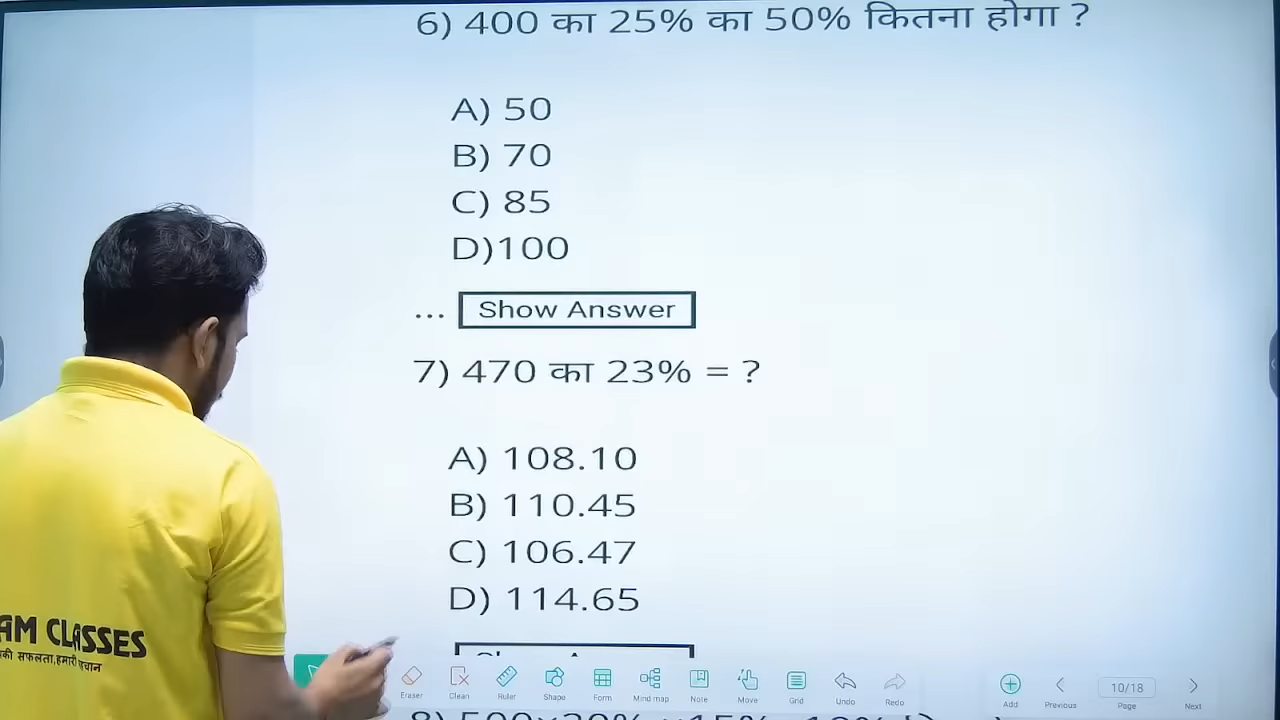 6) 400 का 25% का 50% कितना होगा ?
A) 50
B) 70
C) 85
D)100
... Show Answer
7) 470 का 23% = ?
A) 108.10
B) 110.45
C) 106.47
D) 114.65
AM CLASSES
की सफलता,हमारी
Eraser Clean Ruler Shape Form Mind map Note Move Grid Undo Redo Add Previous 10/18 Page Next